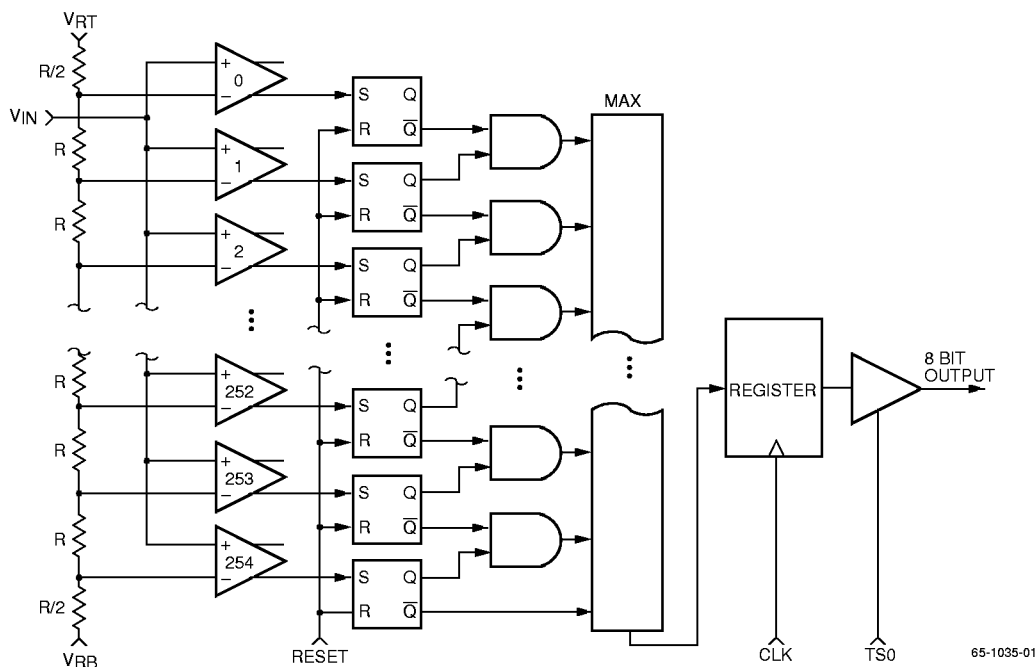 VRT
R/2
VIN
R
R
+
0
−
+
1
−
+
2
−
S Q
R Q̅
S Q
R Q̅
S Q
R Q̅
MAX
R
R
R
R/2
VRB
+
252
−
+
253
−
+
254
−
S Q
R Q̅
S Q
R Q̅
S Q
R Q̅
RESET
REGISTER
8 BIT
OUTPUT
CLK
TS0
65-1035-01